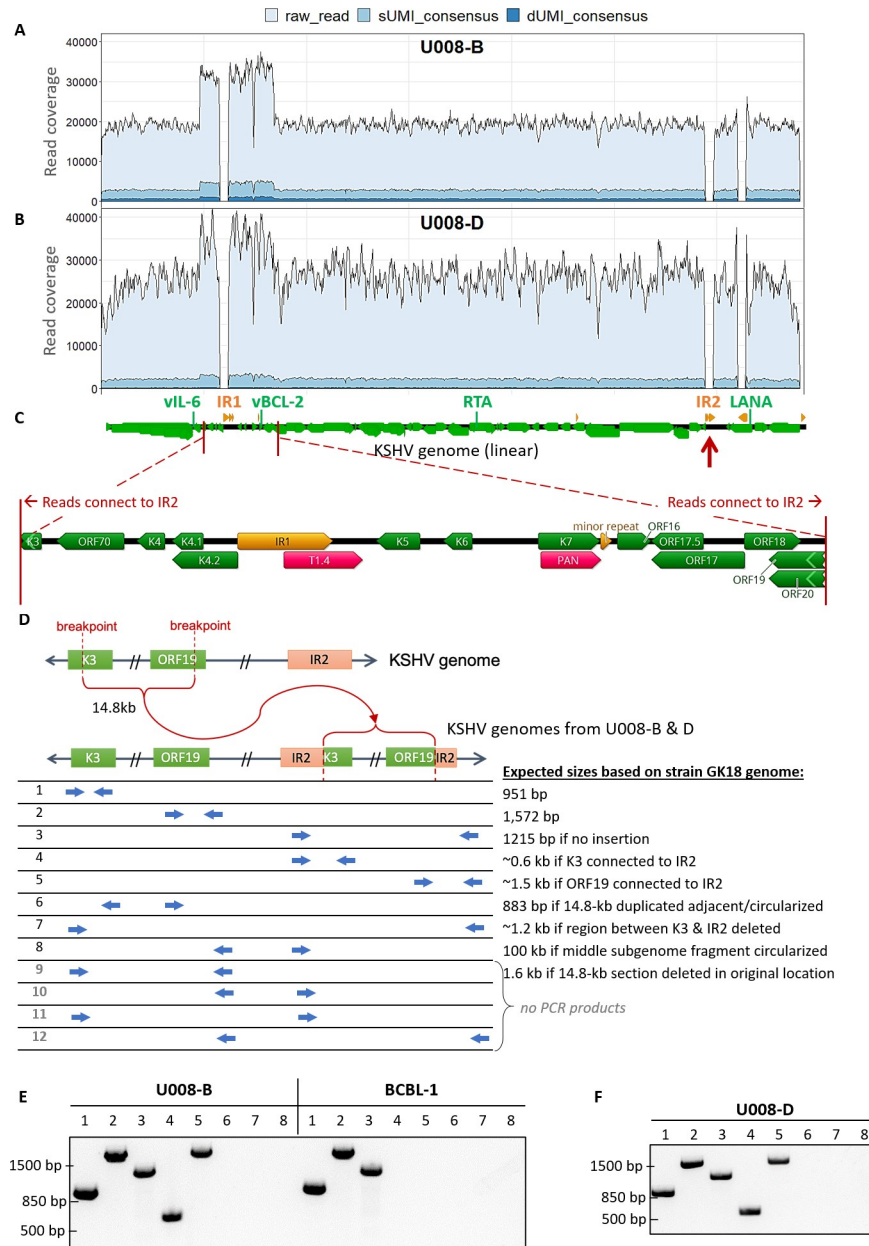 raw_read sUMI_consensus dUMI_consensus
A
U008-B
Read coverage
40000
30000
20000
10000
0
B
U008-D
Read coverage
40000
30000
20000
10000
0
C
vIL-6 IR1 vBCL-2 RTA IR2 LANA
KSHV genome (linear)
Reads connect to IR2 Reads connect to IR2
K3 ORF70 K4 K4.1 IR1 K5 K6 K7 minor repeat ORF16 ORF17.5 ORF18
K4.2 T1.4 PAN ORF17 ORF19
ORF20
D
breakpoint breakpoint
K3 // ORF19 // IR2 KSHV genome
14.8kb
KSHV genomes from U008-B & D
K3 // ORF19 // IR2 K3 // ORF19 IR2
Expected sizes based on strain GK18 genome:
1 951 bp
2 1,572 bp
3 1215 bp if no insertion
4 ~0.6 kb if K3 connected to IR2
5 ~1.5 kb if ORF19 connected to IR2
6 883 bp if 14.8-kb duplicated adjacent/circularized
7 ~1.2 kb if region between K3 & IR2 deleted
8 100 kb if middle subgenome fragment circularized
9 1.6 kb if 14.8-kb section deleted in original location
10
no PCR products
11
12
E
U008-B BCBL-1
1 2 3 4 5 6 7 8 1 2 3 4 5 6 7 8
1500 bp
850 bp
500 bp
F
U008-D
1 2 3 4 5 6 7 8
1500 bp
850 bp
500 bp